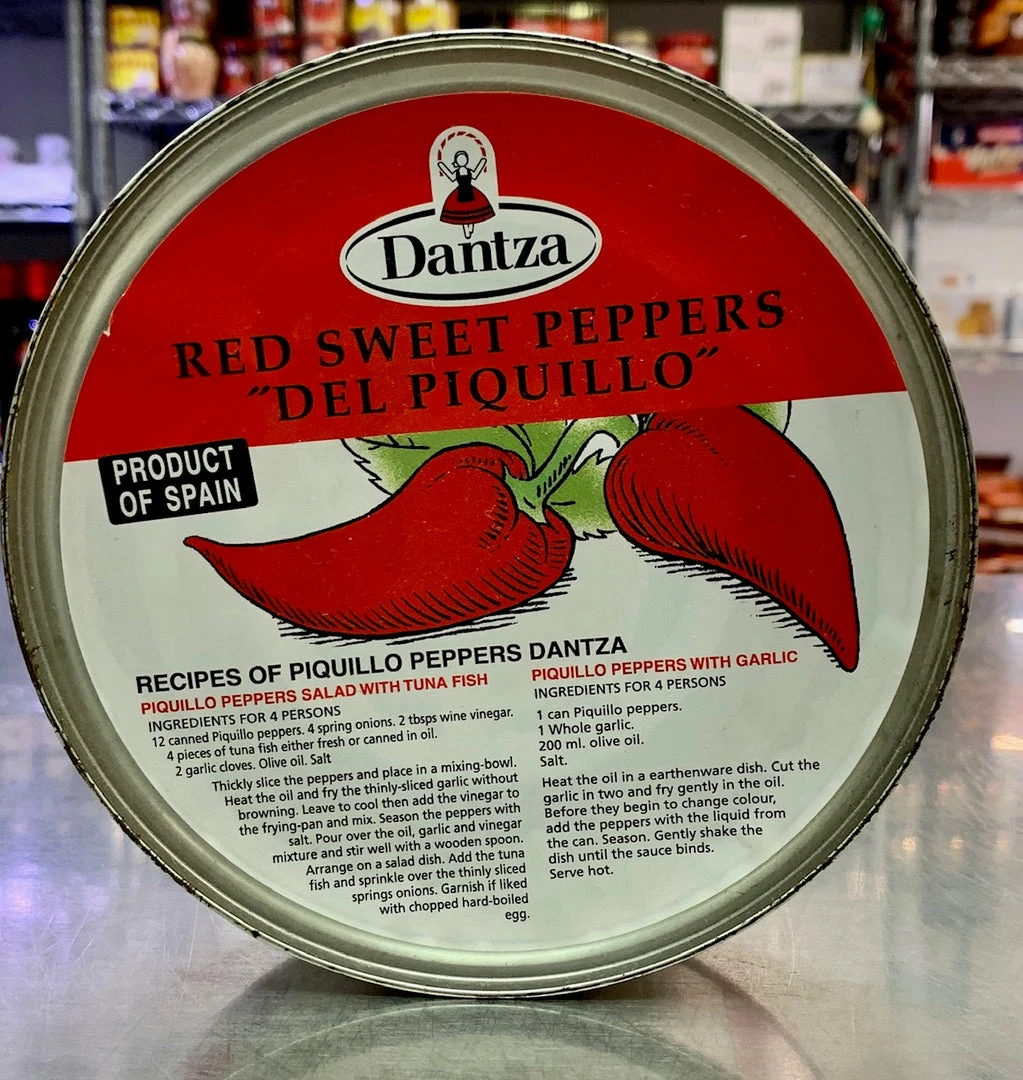 Dantza
RED SWEET PEPPERS
"DEL PIQUILLO"
PRODUCT
OF SPAIN
RECIPES OF PIQUILLO PEPPERS DANTZA
PIQUILLO PEPPERS SALAD WITH TUNA FISH
INGREDIENTS FOR 4 PERSONS
12 canned Piquillo peppers. 4 spring onions. 2 tbsps wine vinegar.
4 pieces of tuna fish either fresh or canned in oil.
2 garlic cloves. Olive oil. Salt
Thickly slice the peppers and place in a mixing-bowl.
Heat the oil and fry the thinly-sliced garlic without
browning. Leave to cool then add the vinegar to
the frying-pan and mix. Season the peppers with
salt. Pour over the oil, garlic and vinegar
mixture and stir well with a wooden spoon.
Arrange on a salad dish. Add the tuna
fish and sprinkle over the thinly sliced
springs onions. Garnish if liked
with chopped hard-boiled
egg.
PIQUILLO PEPPERS WITH GARLIC
INGREDIENTS FOR 4 PERSONS
1 can Piquillo peppers.
1 Whole garlic.
200 ml. olive oil.
Salt.
Heat the oil in a earthenware dish. Cut the
garlic in two and fry gently in the oil.
Before they begin to change colour,
add the peppers with the liquid from
the can. Season. Gently shake the
dish until the sauce binds.
Serve hot.